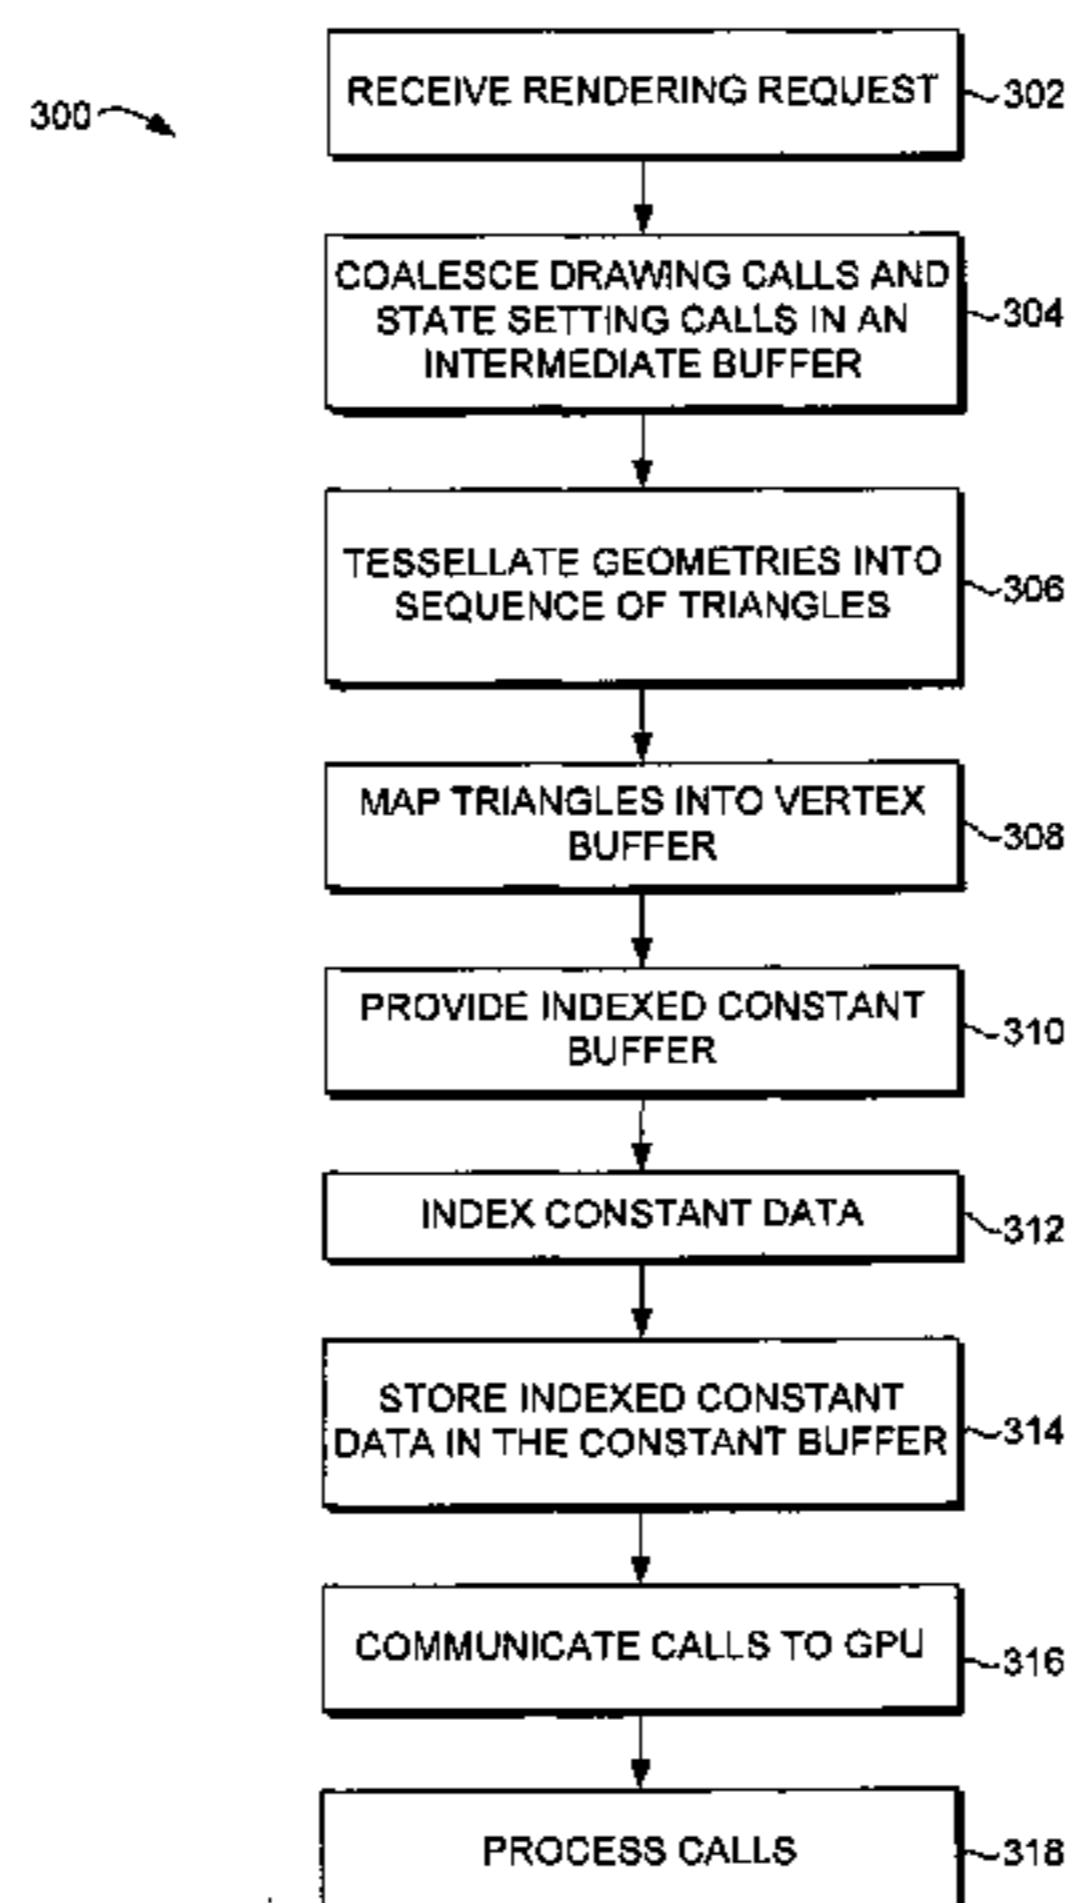 300
RECEIVE RENDERING REQUEST
302
COALESCE DRAWING CALLS AND
STATE SETTING CALLS IN AN
INTERMEDIATE BUFFER
304
TESSELLATE GEOMETRIES INTO
SEQUENCE OF TRIANGLES
306
MAP TRIANGLES INTO VERTEX
BUFFER
308
PROVIDE INDEXED CONSTANT
BUFFER
310
INDEX CONSTANT DATA
312
STORE INDEXED CONSTANT
DATA IN THE CONSTANT BUFFER
314
COMMUNICATE CALLS TO GPU
316
PROCESS CALLS
318